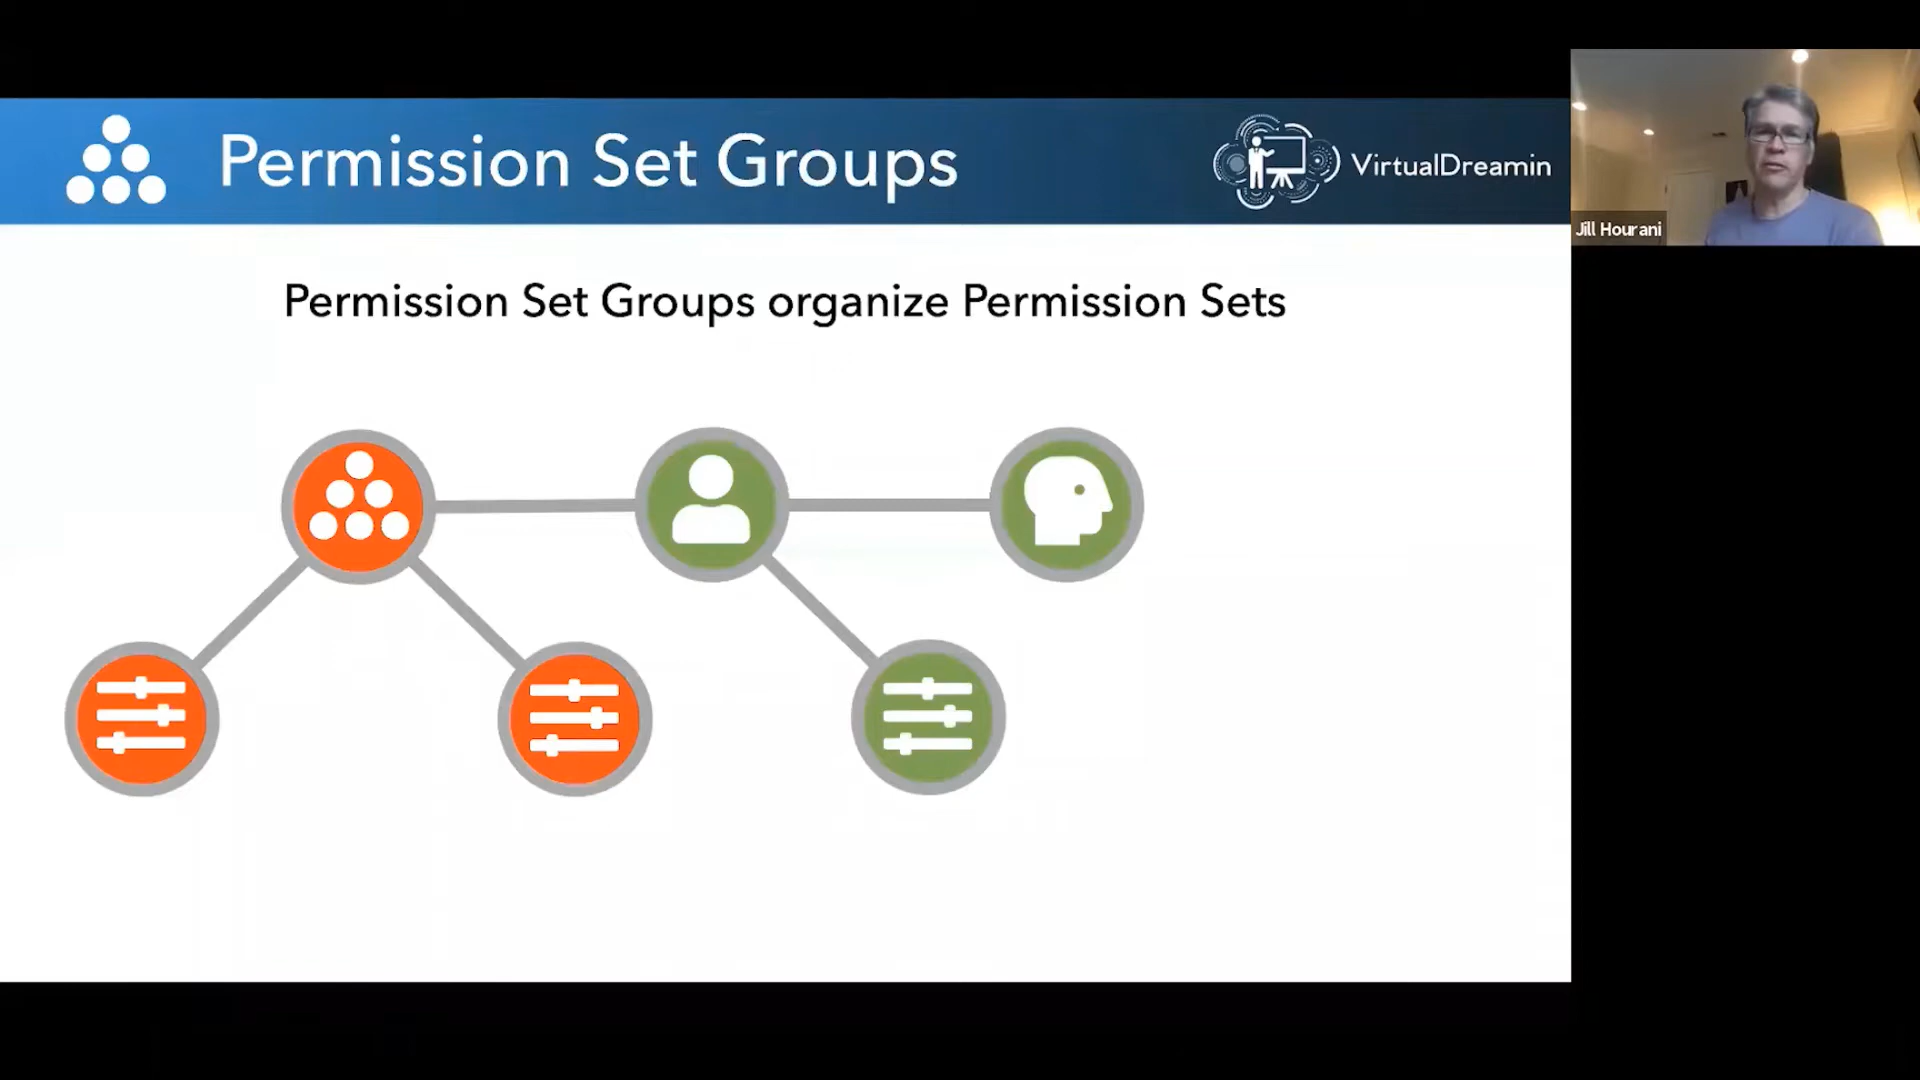 Permission Set Groups
VirtualDreamin
Jill Hourani
Permission Set Groups organize Permission Sets